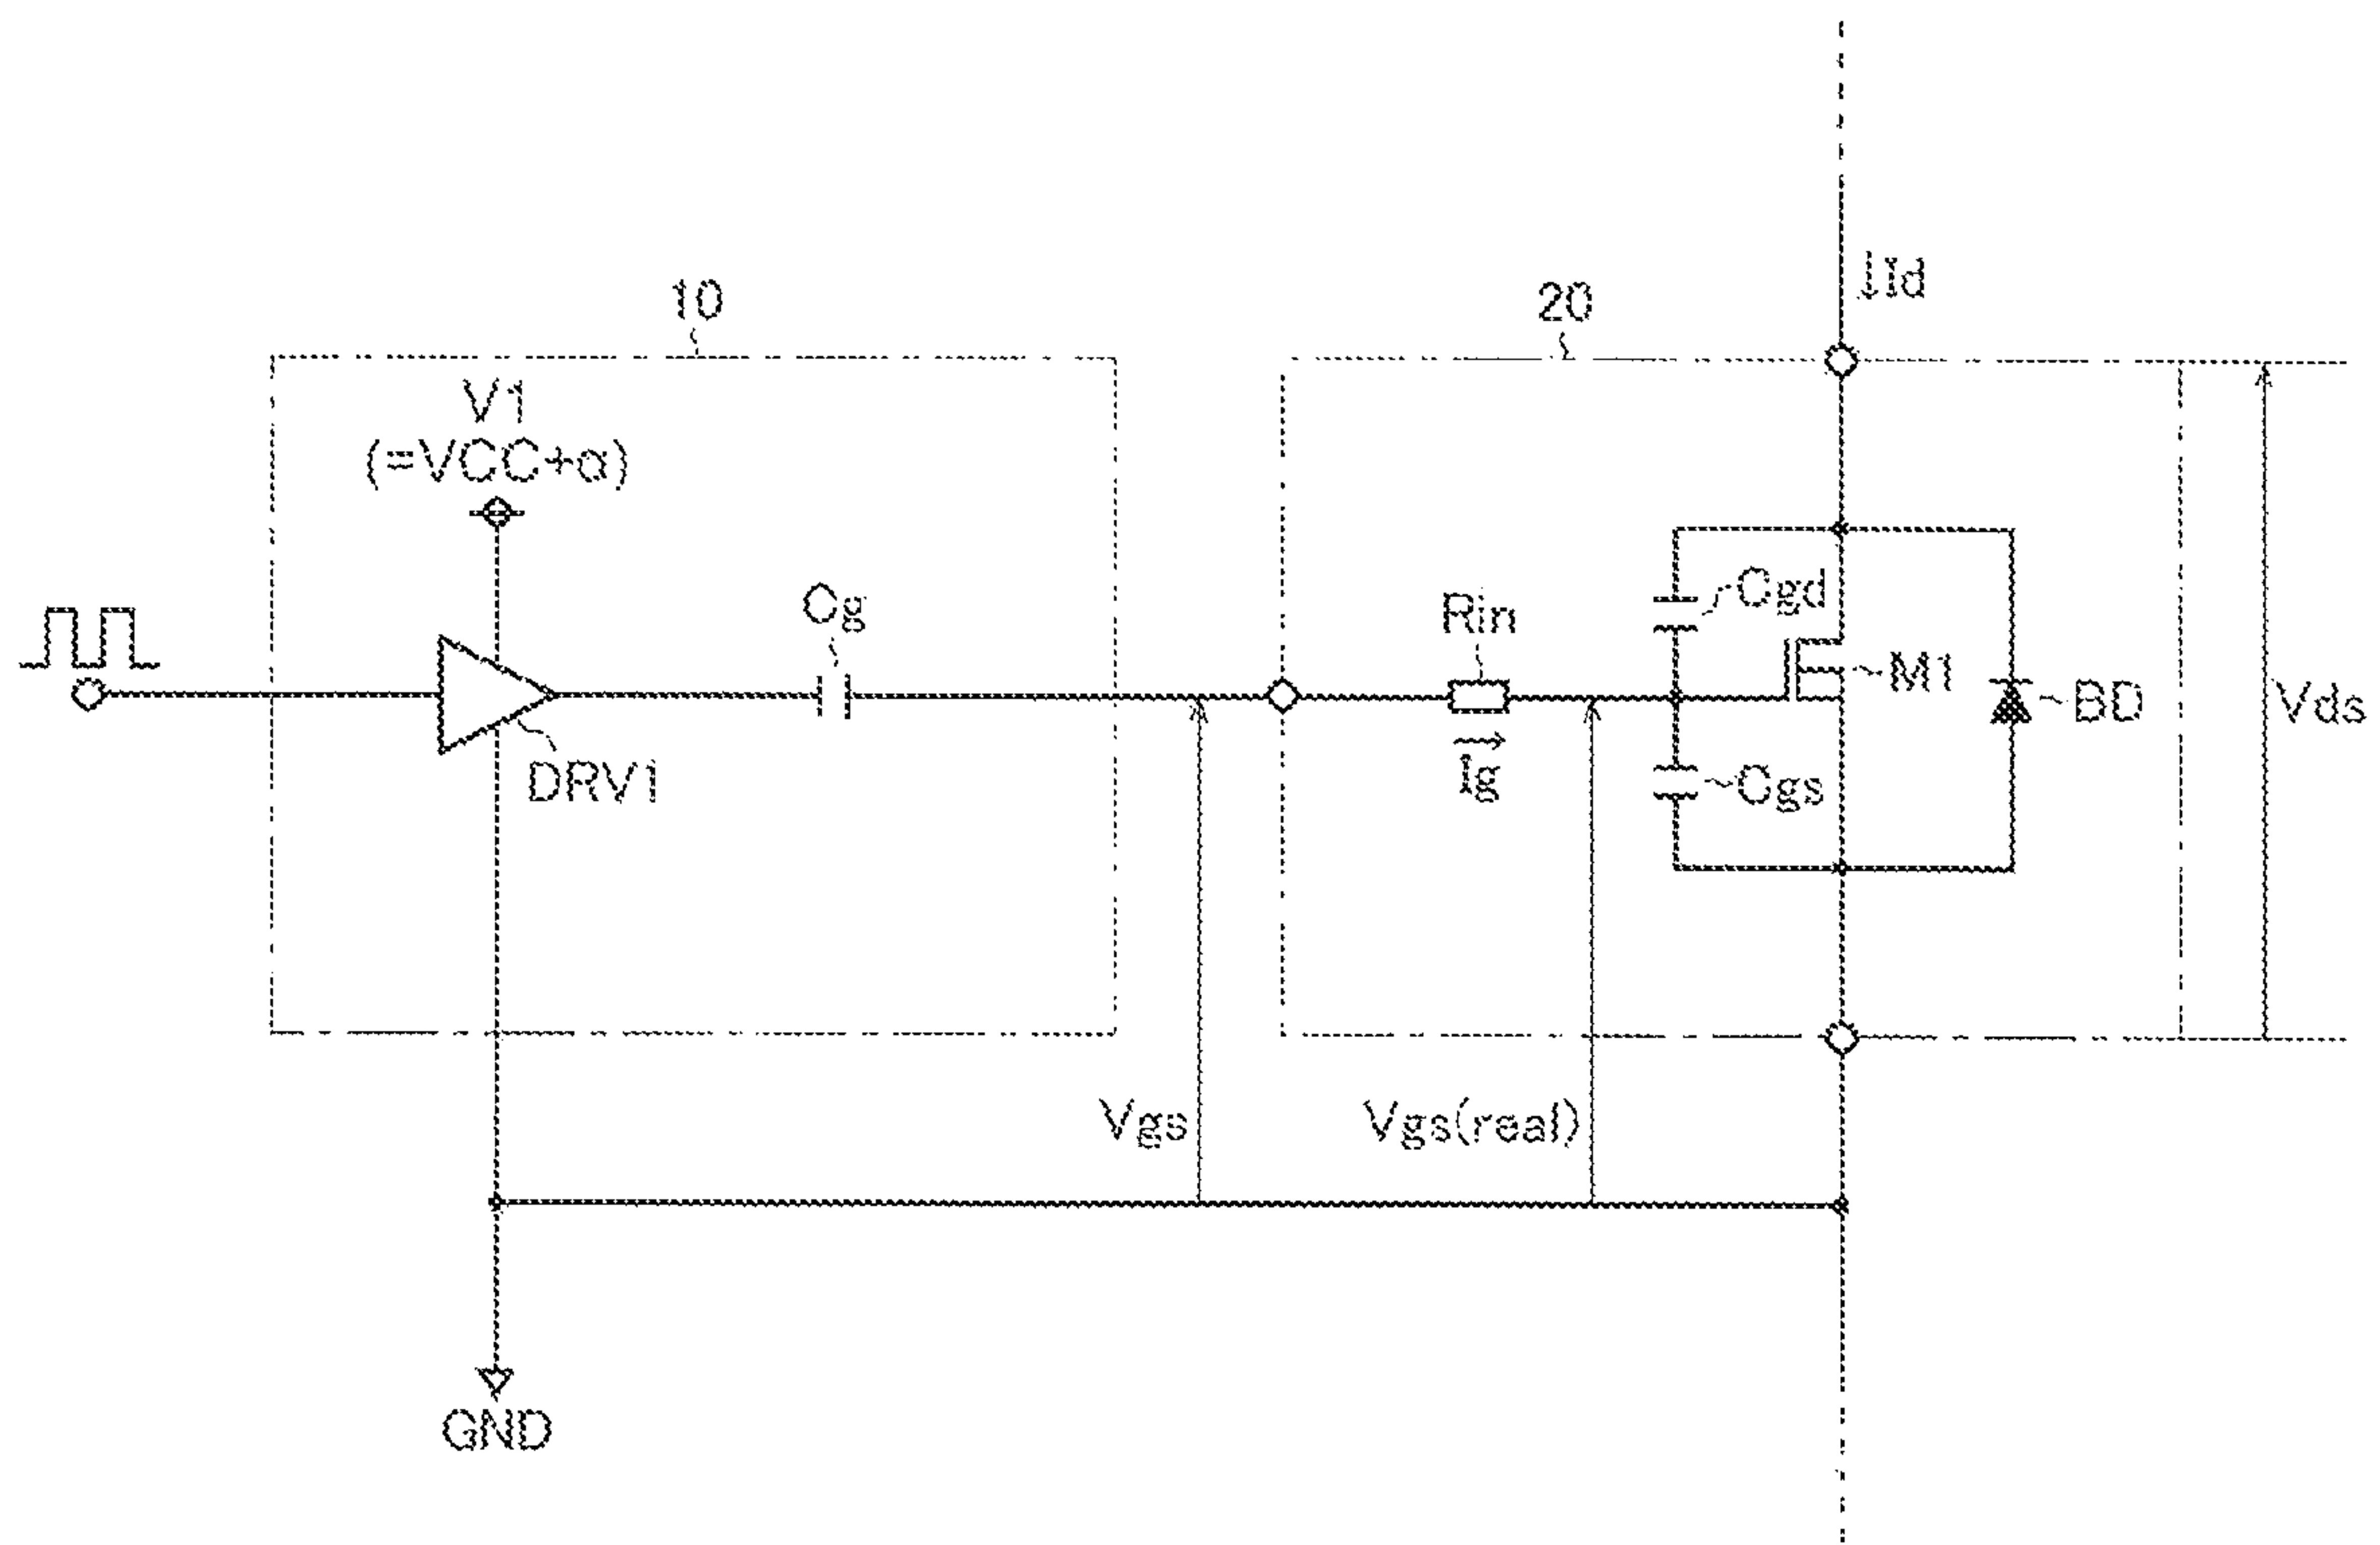 ↓Id
10
20
V1
(=VCC+α)
Cg
Rin
Cgd
M1
BD
Vds
DRV1
Ig
Cgs
Vgs
Vgs(real)
GND